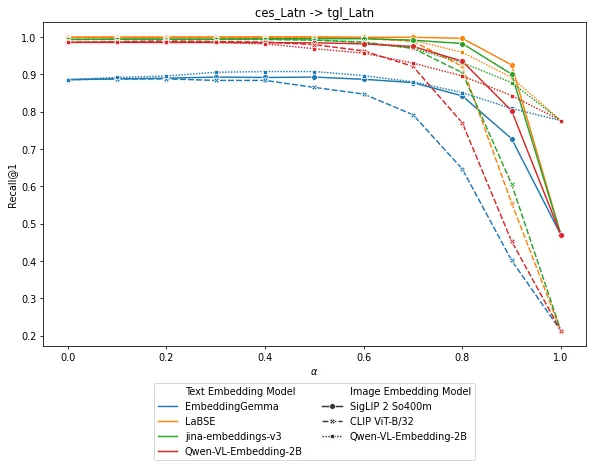 ces_Latn -> tgl_Latn
1.0
0.9
0.8
0.7
0.6
0.5
0.4
0.3
0.2
Recall@1
0.0
0.2
0.4
0.6
0.8
1.0
α
Text Embedding Model
EmbeddingGemma
LaBSE
jina-embeddings-v3
Qwen-VL-Embedding-2B
Image Embedding Model
SigLIP 2 So400m
CLIP ViT-B/32
Qwen-VL-Embedding-2B